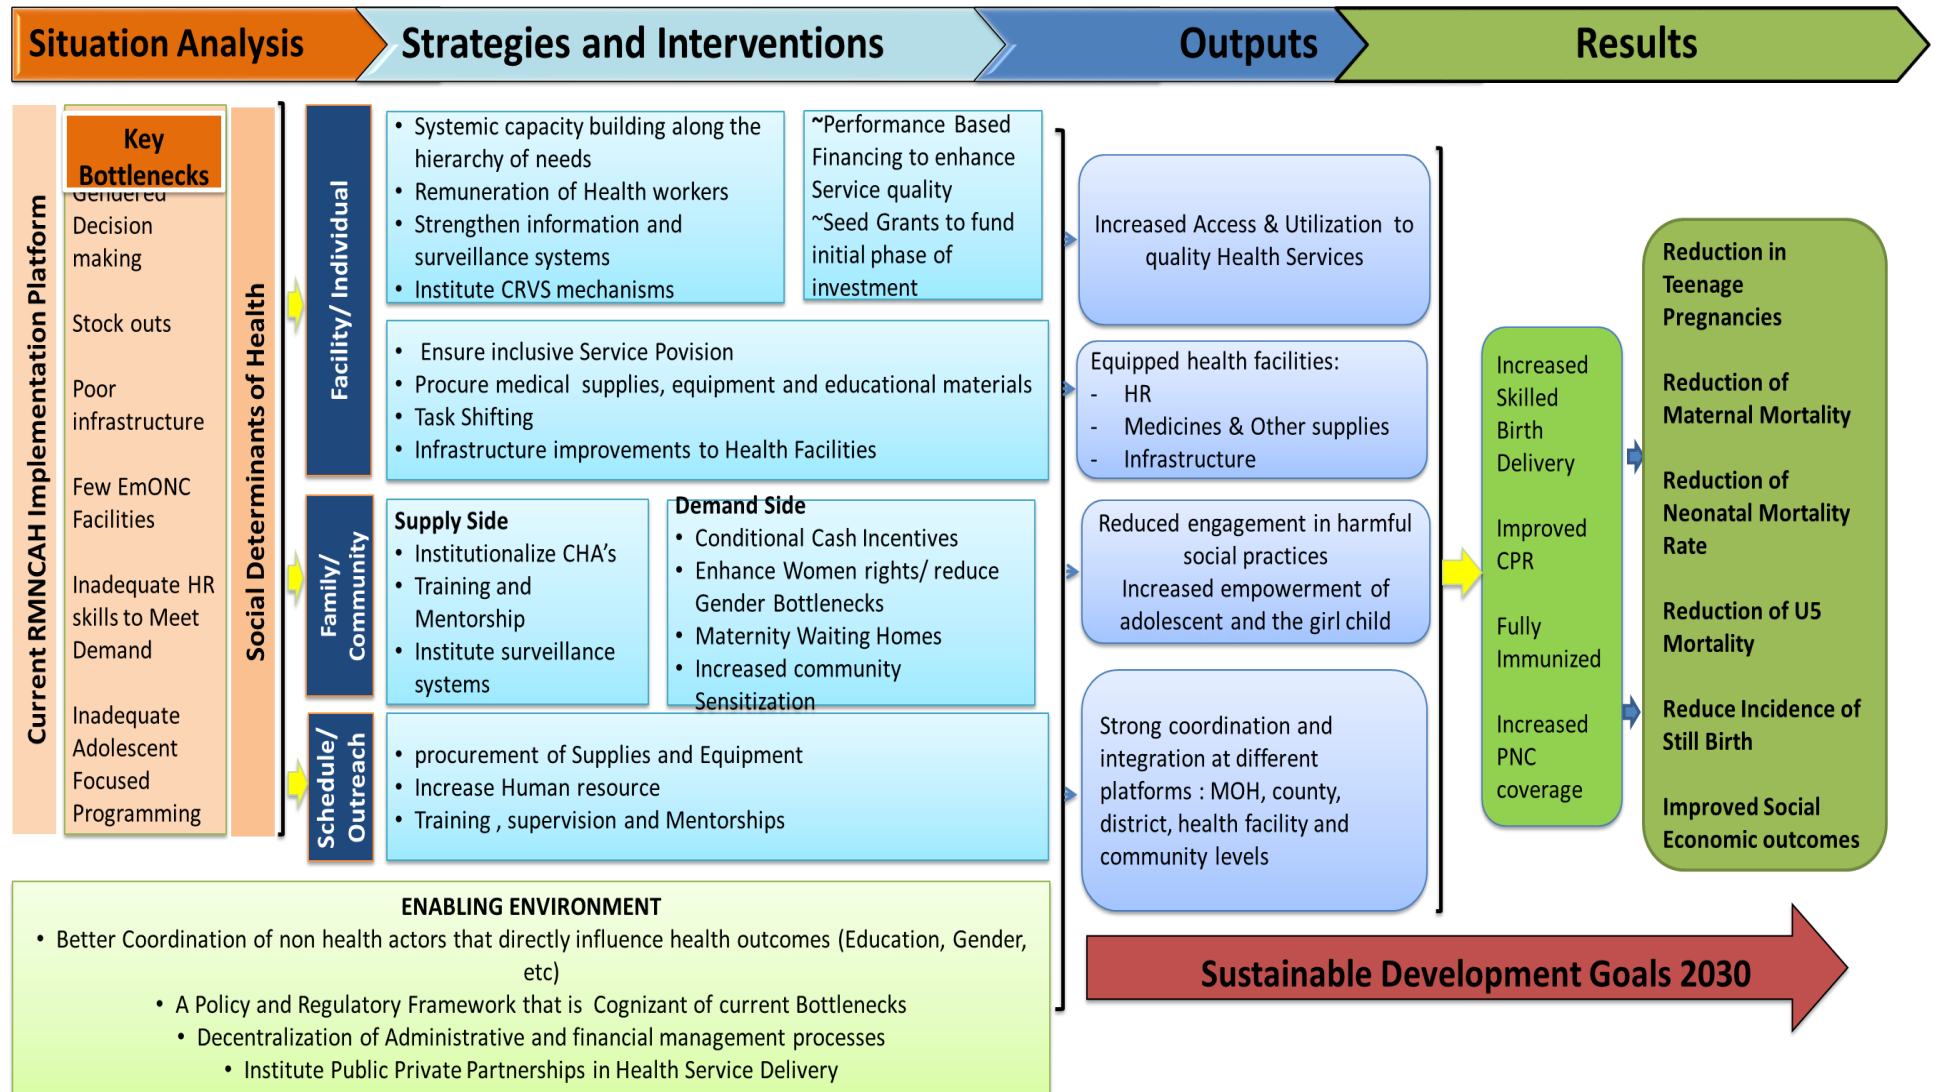 Situation Analysis
Strategies and Interventions
Outputs
Results
Current RMNCAH Implementation Platform
Key
Bottlenecks
Gendered
Decision
making
Stock outs
Poor
infrastructure
Few EmONC
Facilities
Inadequate HR
skills to Meet
Demand
Inadequate
Adolescent
Focused
Programming
Social Determinants of Health
Facility/ Individual
• Systemic capacity building along the
hierarchy of needs
• Remuneration of Health workers
• Strengthen information and
surveillance systems
• Institute CRVS mechanisms
~Performance Based
Financing to enhance
Service quality
~Seed Grants to fund
initial phase of
investment
• Ensure inclusive Service Povision
• Procure medical supplies, equipment and educational materials
• Task Shifting
• Infrastructure improvements to Health Facilities
Family/
Community
Supply Side
• Institutionalize CHA's
• Training and
Mentorship
• Institute surveillance
systems
Demand Side
• Conditional Cash Incentives
• Enhance Women rights/ reduce
Gender Bottlenecks
• Maternity Waiting Homes
• Increased community
Sensitization
Schedule/
Outreach
• procurement of Supplies and Equipment
• Increase Human resource
• Training , supervision and Mentorships
ENABLING ENVIRONMENT
• Better Coordination of non health actors that directly influence health outcomes (Education, Gender,
etc)
• A Policy and Regulatory Framework that is Cognizant of current Bottlenecks
• Decentralization of Administrative and financial management processes
• Institute Public Private Partnerships in Health Service Delivery
Increased Access & Utilization to
quality Health Services
Equipped health facilities:
- HR
- Medicines & Other supplies
- Infrastructure
Reduced engagement in harmful
social practices
Increased empowerment of
adolescent and the girl child
Strong coordination and
integration at different
platforms : MOH, county,
district, health facility and
community levels
Increased
Skilled
Birth
Delivery
Improved
CPR
Fully
Immunized
Increased
PNC
coverage
Reduction in
Teenage
Pregnancies
Reduction of
Maternal Mortality
Reduction of
Neonatal Mortality
Rate
Reduction of U5
Mortality
Reduce Incidence of
Still Birth
Improved Social
Economic outcomes
Sustainable Development Goals 2030